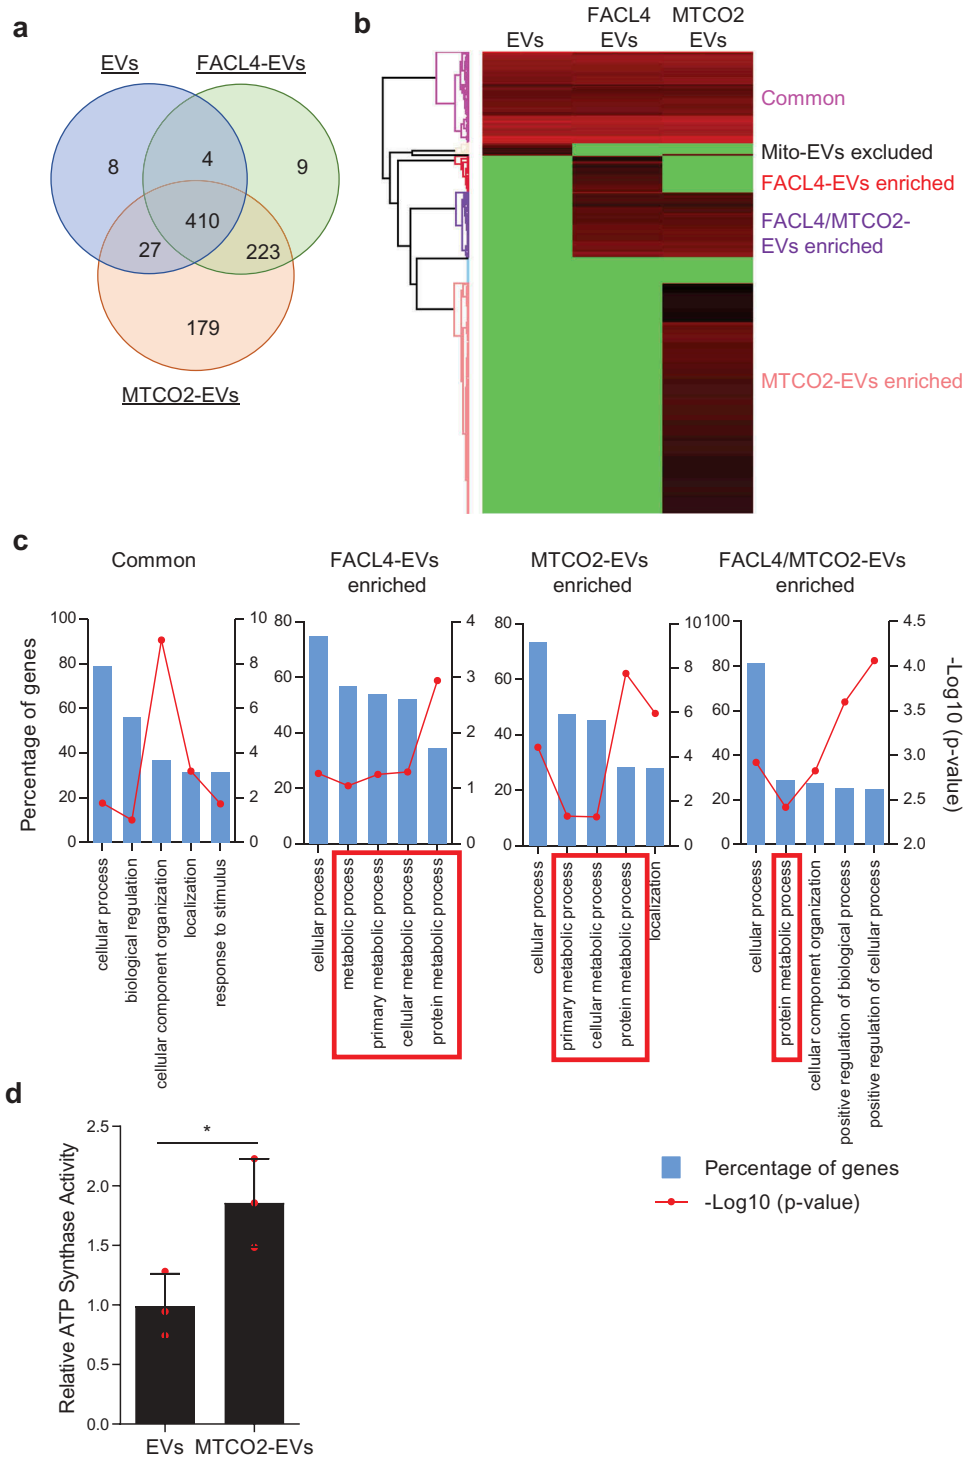 a
EVs
FACL4-EVs
8
4
9
410
27
223
179
MTCO2-EVs
b
EVs
FACL4
EVs
MTCO2
EVs
Common
Mito-EVs excluded
FACL4-EVs enriched
FACL4/MTCO2-
EVs enriched
MTCO2-EVs enriched
c
Common
Percentage of genes
100
80
60
40
20
0
10
8
6
4
2
0
cellular process
biological regulation
cellular component organization
localization
response to stimulus
FACL4-EVs
enriched
80
60
40
20
0
4
3
2
1
0
cellular process
metabolic process
primary metabolic process
cellular metabolic process
protein metabolic process
MTCO2-EVs
enriched
80
60
40
20
0
10
8
6
4
2
0
cellular process
primary metabolic process
cellular metabolic process
protein metabolic process
localization
FACL4/MTCO2-EVs
enriched
100
80
60
40
20
0
4.5
4.0
3.5
3.0
2.5
2.0
-Log10 (p-value)
cellular process
protein metabolic process
cellular component organization
positive regulation of biological process
positive regulation of cellular process
Percentage of genes
-Log10 (p-value)
d
Relative ATP Synthase Activity
2.5
2.0
1.5
1.0
0.5
0.0
*
EVs
MTCO2-EVs